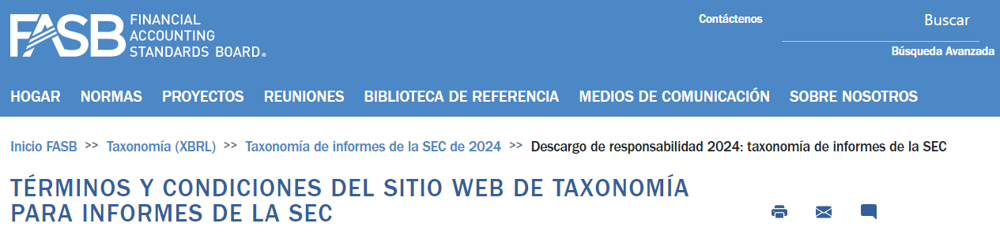 FASB FINANCIAL
ACCOUNTING
STANDARDS BOARD®
Contáctenos
Buscar
Búsqueda Avanzada
HOGAR NORMAS PROYECTOS REUNIONES BIBLIOTECA DE REFERENCIA MEDIOS DE COMUNICACIÓN SOBRE NOSOTROS
Inicio FASB >> Taxonomía (XBRL) >> Taxonomía de informes de la SEC de 2024 >> Descargo de responsabilidad 2024: taxonomía de informes de la SEC
TÉRMINOS Y CONDICIONES DEL SITIO WEB DE TAXONOMÍA
PARA INFORMES DE LA SEC